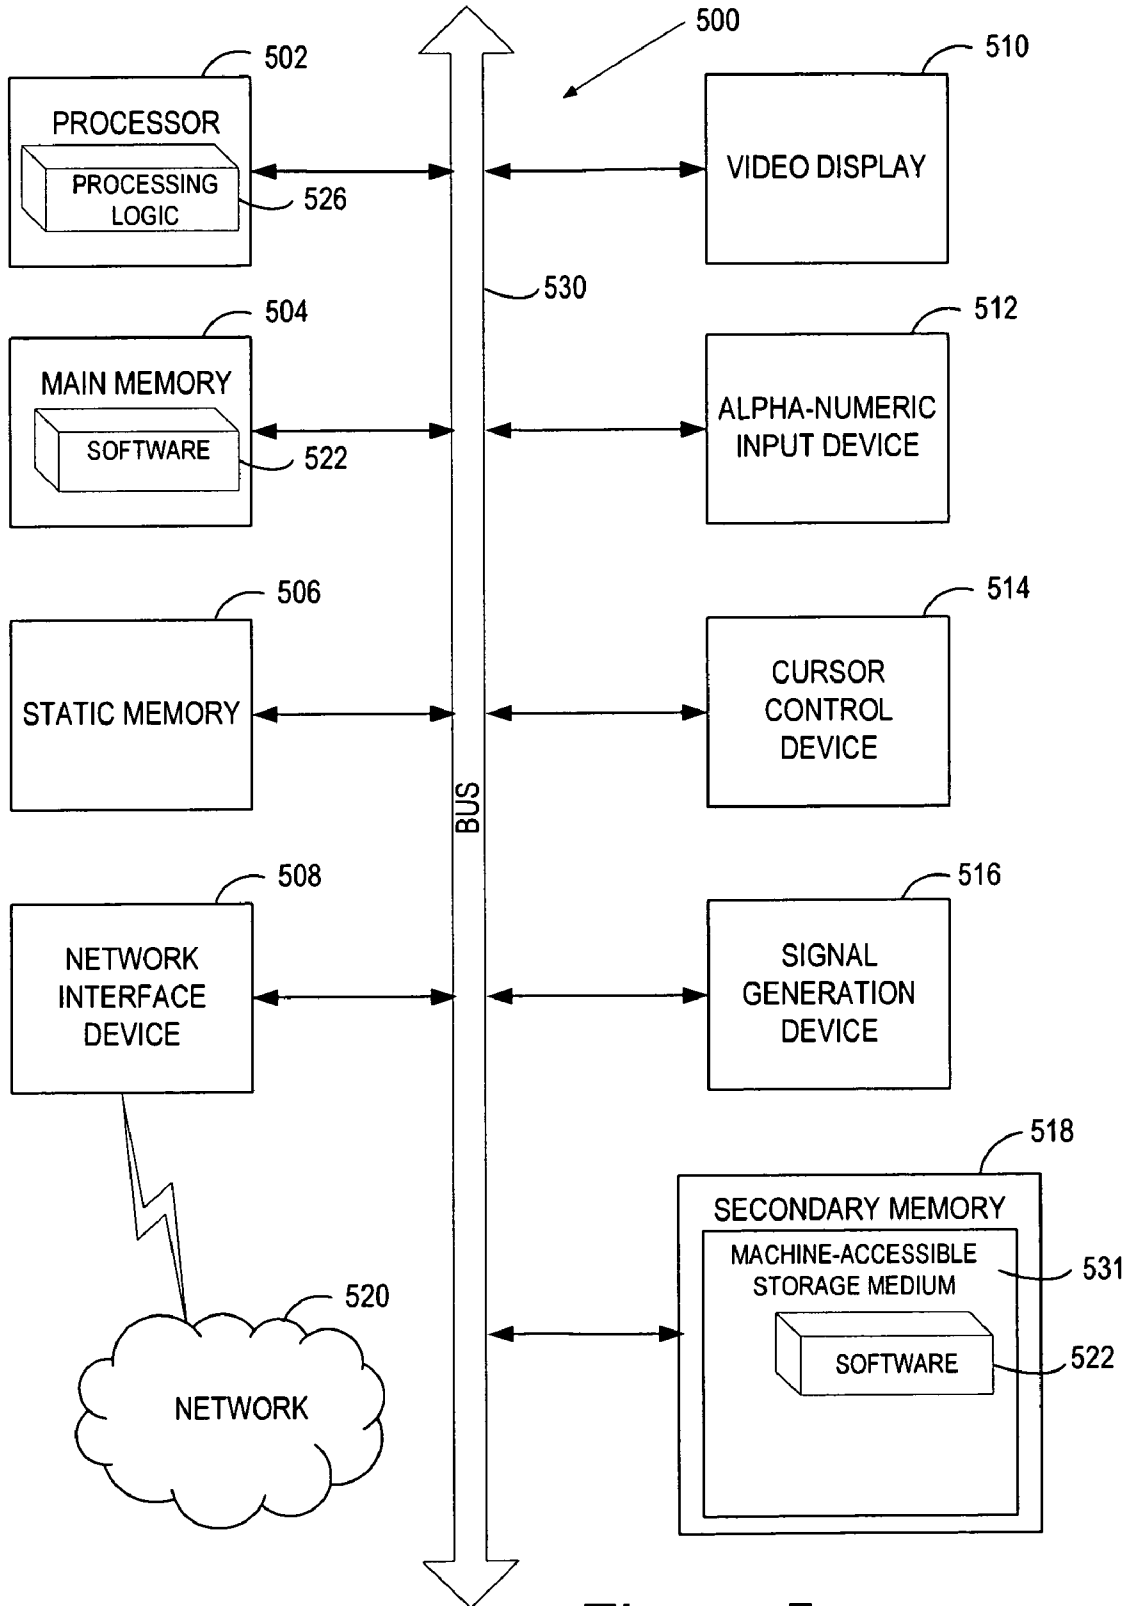 500
502
PROCESSOR
PROCESSING
LOGIC
526
510
VIDEO DISPLAY
530
504
MAIN MEMORY
SOFTWARE
522
512
ALPHA-NUMERIC
INPUT DEVICE
506
STATIC MEMORY
514
CURSOR
CONTROL
DEVICE
BUS
508
NETWORK
INTERFACE
DEVICE
516
SIGNAL
GENERATION
DEVICE
518
SECONDARY MEMORY
MACHINE-ACCESSIBLE
STORAGE MEDIUM
531
SOFTWARE
522
520
NETWORK